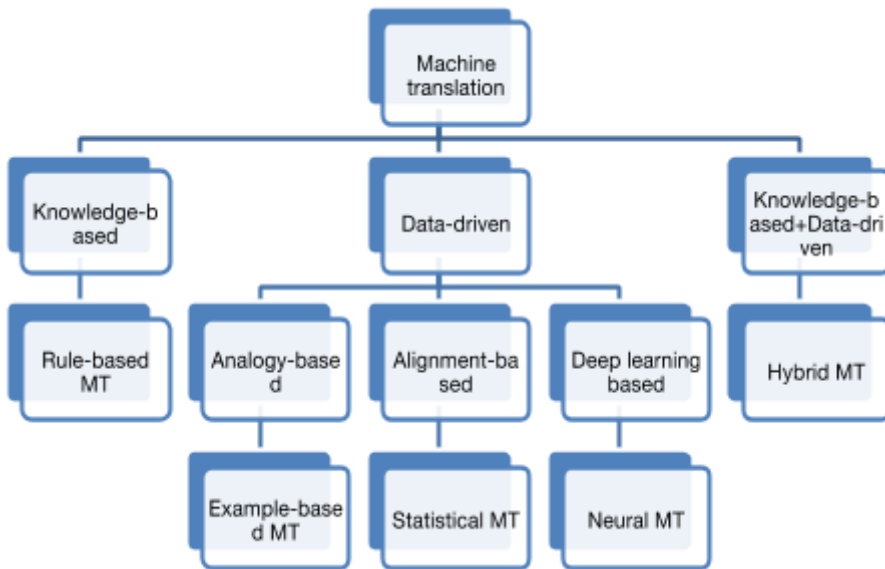 Machine
translation
Knowledge-b
ased
Data-driven
Knowledge-b
ased+Data-dri
ven
Rule-based
MT
Analogy-base
d
Alignment-ba
sed
Deep learning
based
Hybrid MT
Example-base
d MT
Statistical MT
Neural MT